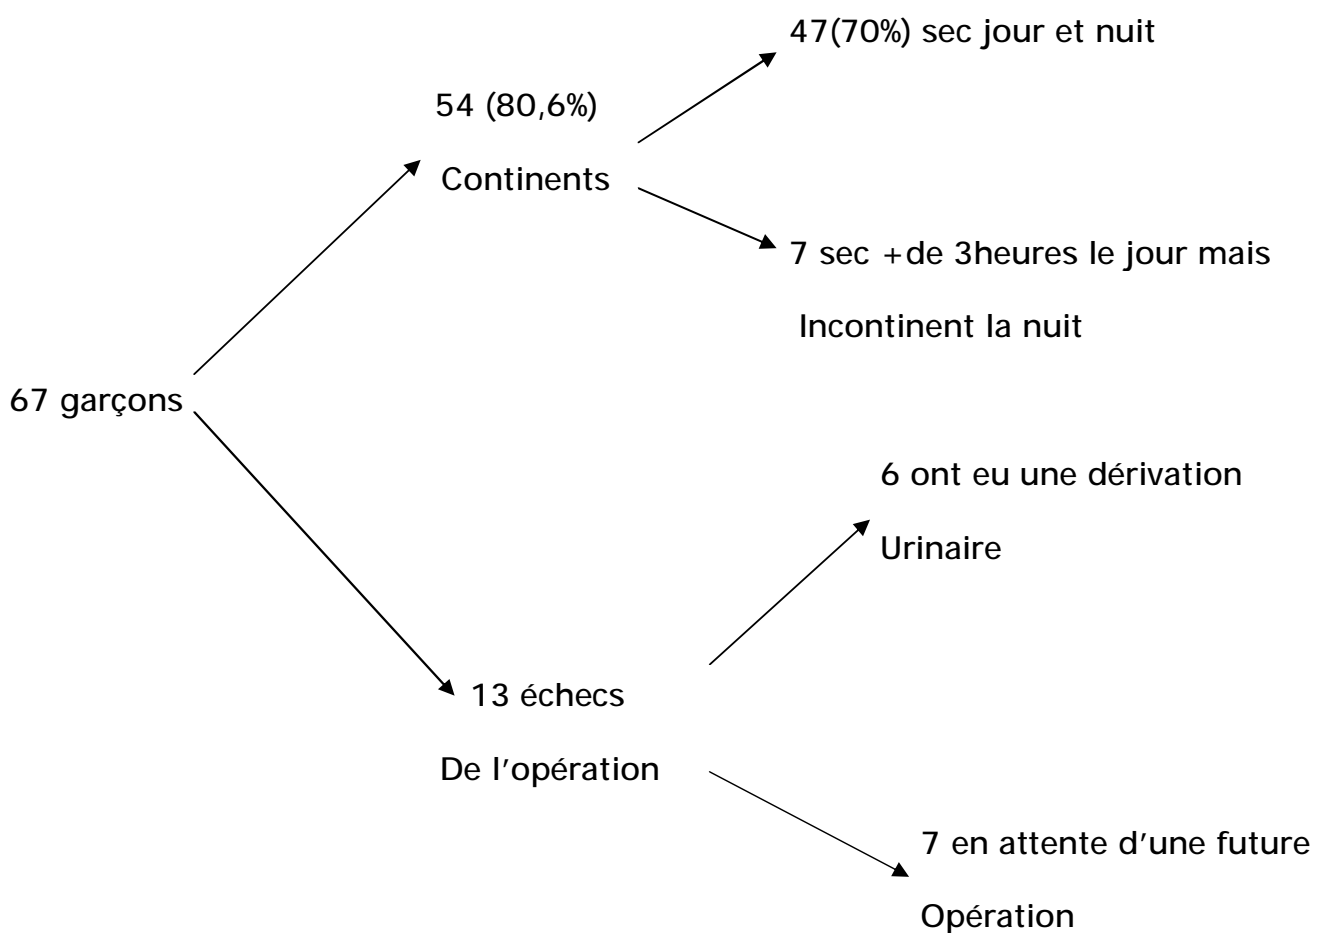 47(70%) sec jour et nuit
54 (80,6%)
Continents
7 sec +de 3heures le jour mais
Incontinent la nuit
67 garçons
6 ont eu une dérivation
Urinaire
13 échecs
De l'opération
7 en attente d'une future
Opération